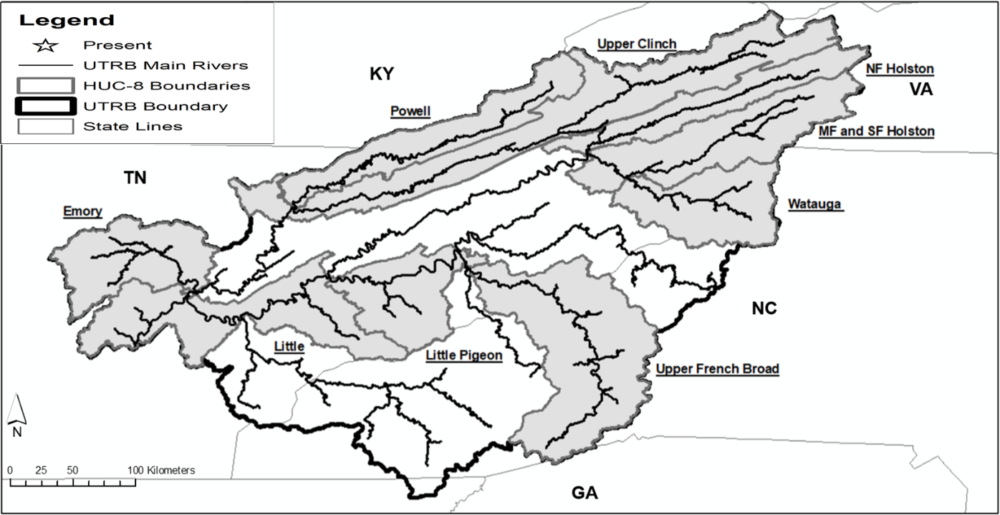 Legend
Present
UTRB Main Rivers
HUC-8 Boundaries
UTRB Boundary
State Lines
Upper Clinch
KY
NF Holston
VA
Powell
MF and SF Holston
TN
Emory
Watauga
NC
Little
Little Pigeon
Upper French Broad
N
0 25 50 100 Kilometers
GA